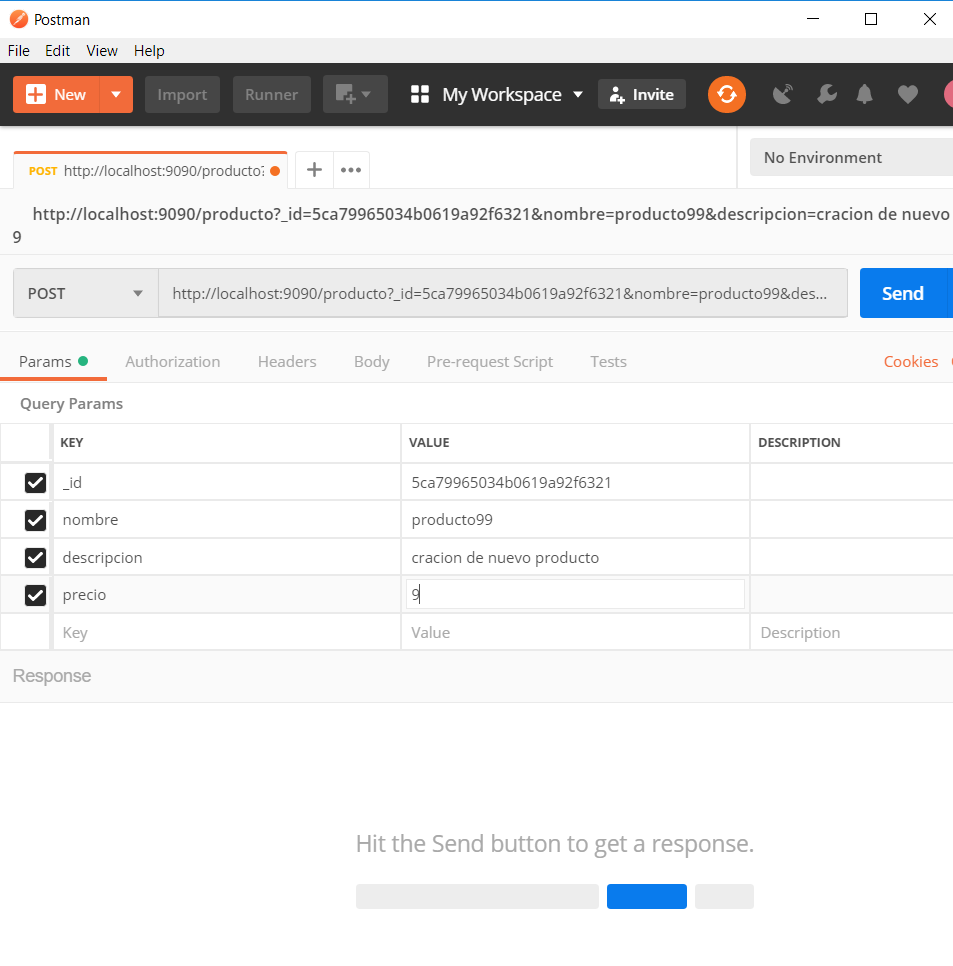 Postman
File Edit View Help
New Import Runner My Workspace Invite
POST http://localhost:9090/producto? No Environment
http://localhost:9090/producto?_id=5ca79965034b0619a92f6321&nombre=producto99&descripcion=cracion de nuevo
9
POST http://localhost:9090/producto?_id=5ca79965034b0619a92f6321&nombre=producto99&des... Send
Params Authorization Headers Body Pre-request Script Tests Cookies
Query Params
KEY VALUE DESCRIPTION
_id 5ca79965034b0619a92f6321
nombre producto99
descripcion cracion de nuevo producto
precio 9
Key Value Description
Response
Hit the Send button to get a response.